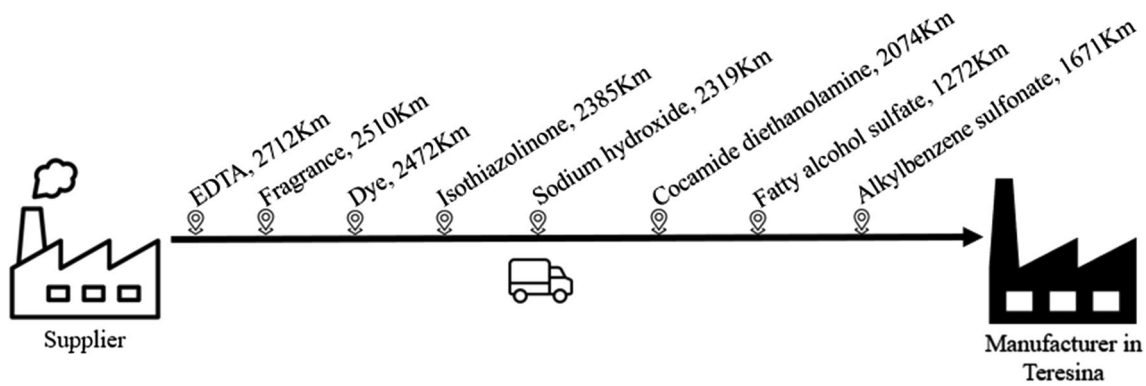 EDTA, 2712Km
Fragrance, 2510Km
Dye, 2472Km
Isothiazolinone, 2385Km
Sodium hydroxide, 2319Km
Cocamide diethanolamine, 2074Km
Fatty alcohol sulfate, 1272Km
Alkylbenzene sulfonate, 1671Km
Supplier
Manufacturer in
Teresina